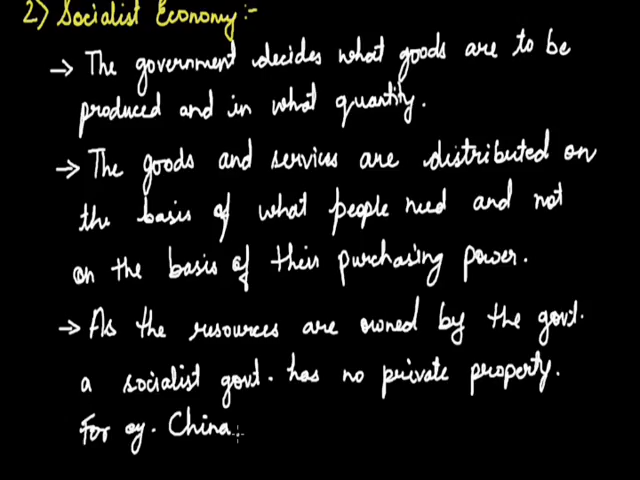 2) Socialist Economy:-
→ The government decides what goods are to be
produced and in what quantity.
→ The goods and services are distributed on
the basis of what people need and not
on the basis of their purchasing power.
→ As the resources are owned by the govt.
a socialist govt. has no private property.
For eg. China